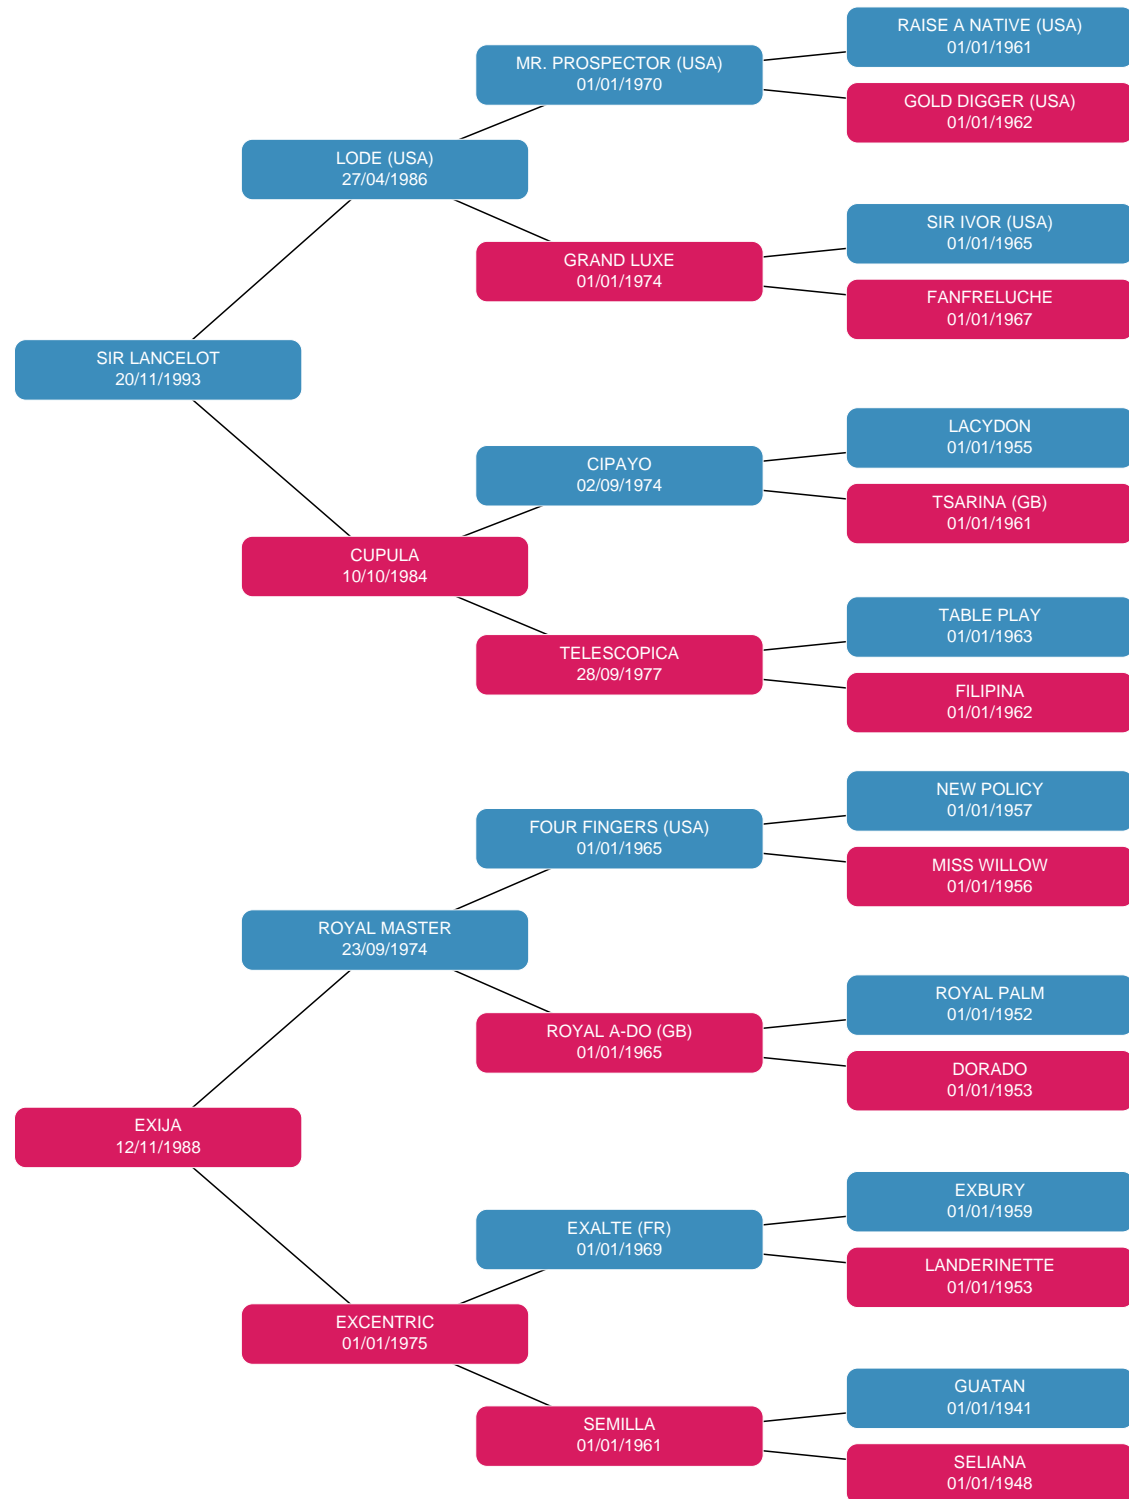 RAISE A NATIVE (USA)
01/01/1961
MR. PROSPECTOR (USA)
01/01/1970
GOLD DIGGER (USA)
01/01/1962
LODE (USA)
27/04/1986
SIR IVOR (USA)
01/01/1965
GRAND LUXE
01/01/1974
FANFRELUCHE
01/01/1967
SIR LANCELOT
20/11/1993
LACYDON
01/01/1955
CIPAYO
02/09/1974
TSARINA (GB)
01/01/1961
CUPULA
10/10/1984
TABLE PLAY
01/01/1963
TELESCOPICA
28/09/1977
FILIPINA
01/01/1962
NEW POLICY
01/01/1957
FOUR FINGERS (USA)
01/01/1965
MISS WILLOW
01/01/1956
ROYAL MASTER
23/09/1974
ROYAL PALM
01/01/1952
ROYAL A-DO (GB)
01/01/1965
DORADO
01/01/1953
EXIJA
12/11/1988
EXBURY
01/01/1959
EXALTE (FR)
01/01/1969
LANDERINETTE
01/01/1953
EXCENTRIC
01/01/1975
GUATAN
01/01/1941
SEMILLA
01/01/1961
SELIANA
01/01/1948